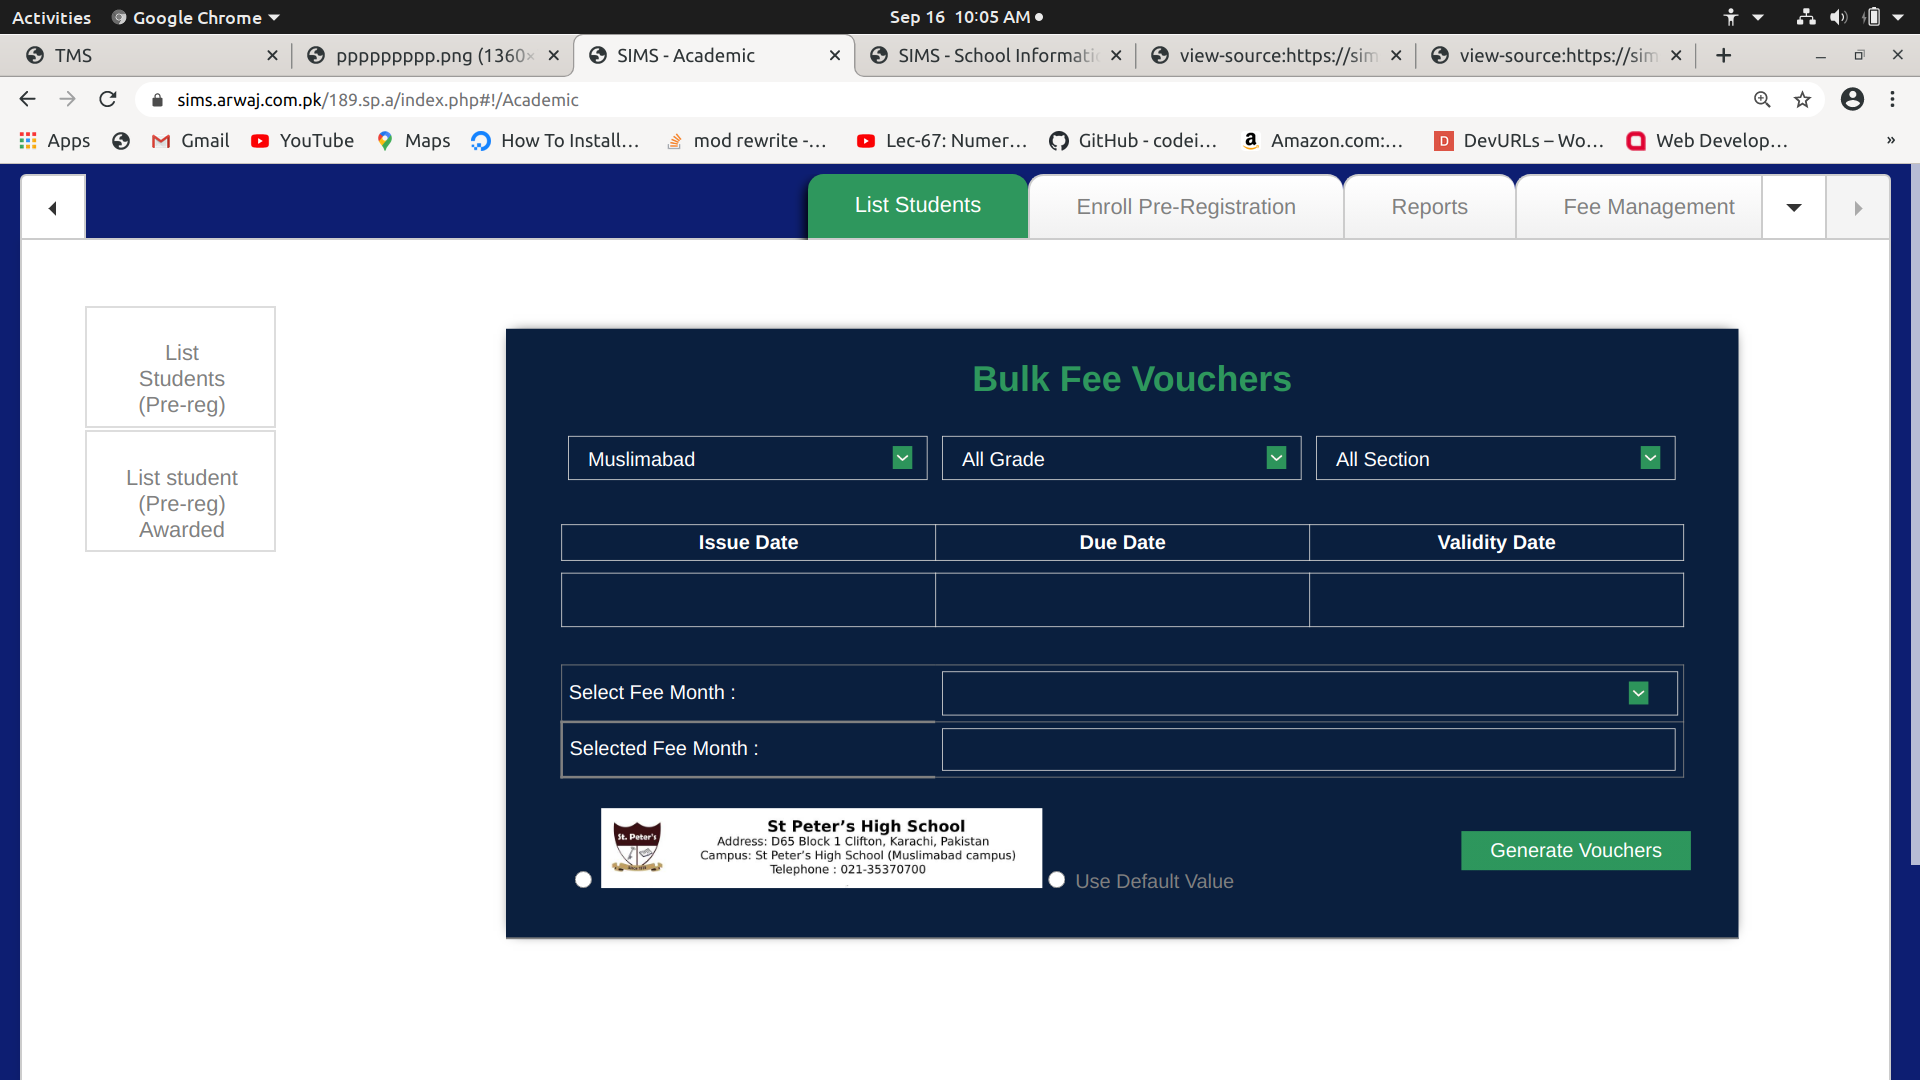 Activities
Google Chrome
Sep 16 10:05 AM
TMS
ppppppppp.png (1360×
SIMS - Academic
SIMS - School Informati
view-source:https://sim
view-source:https://sim
sims.arwaj.com.pk/189.sp.a/index.php#!/Academic
Apps
Gmail
YouTube
Maps
How To Install...
mod rewrite -...
Lec-67: Numer...
GitHub - codei...
Amazon.com:...
DevURLs – Wo...
Web Develop...
»
List Students
Enroll Pre-Registration
Reports
Fee Management
List
Students
(Pre-reg)
List student
(Pre-reg)
Awarded
Bulk Fee Vouchers
Muslimabad
All Grade
All Section
Issue Date
Due Date
Validity Date
Select Fee Month :
Selected Fee Month :
St. Peter's
St Peter's High School
Address: D65 Block 1 Clifton, Karachi, Pakistan
Campus: St Peter's High School (Muslimabad campus)
Telephone : 021-35370700
Use Default Value
Generate Vouchers